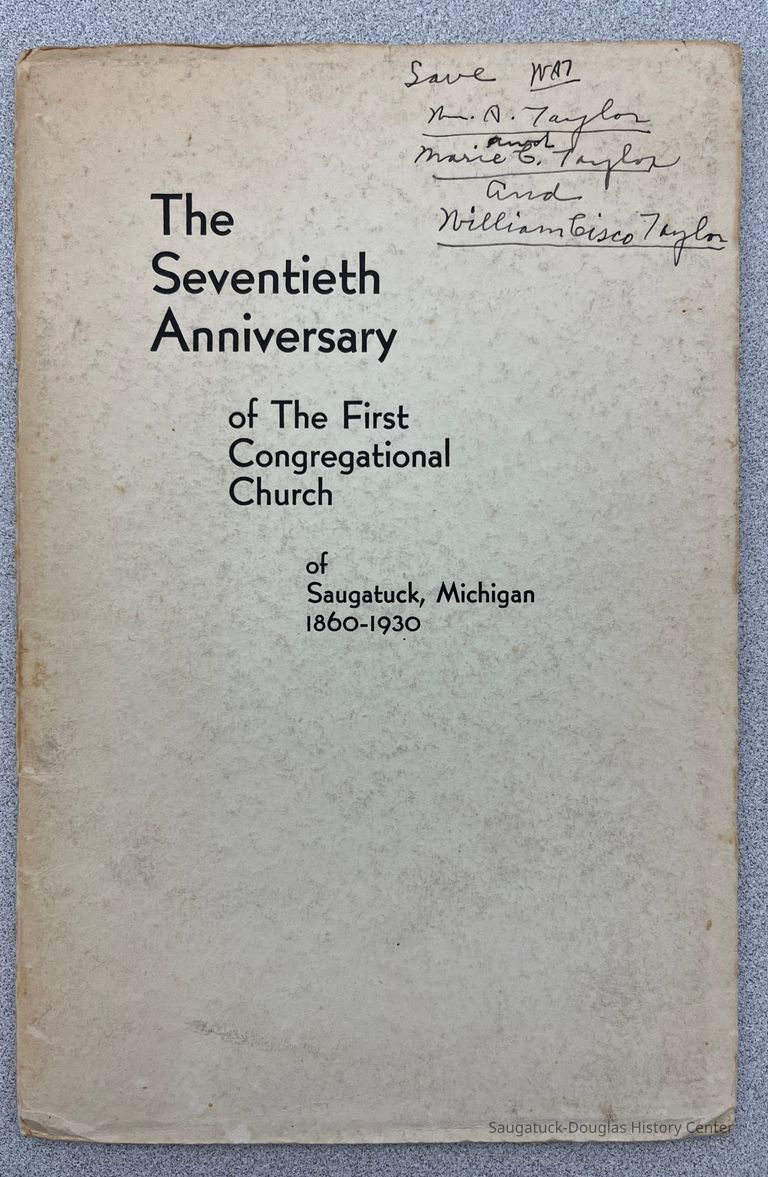 Save WAT
Wm. A. Taylor
and
Marie C. Taylor
and
William Cisco Taylor
The
Seventieth
Anniversary
of The First
Congregational
Church
of
Saugatuck, Michigan
1860-1930
Saugatuck-Douglas History Center